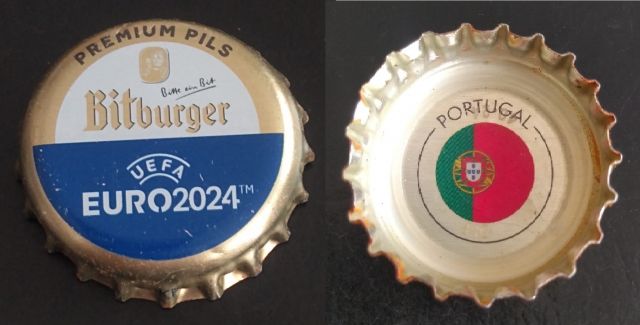 PREMIUM PILS
Bitte ein Bit
Bitburger
UEFA
EURO2024™
PORTUGAL